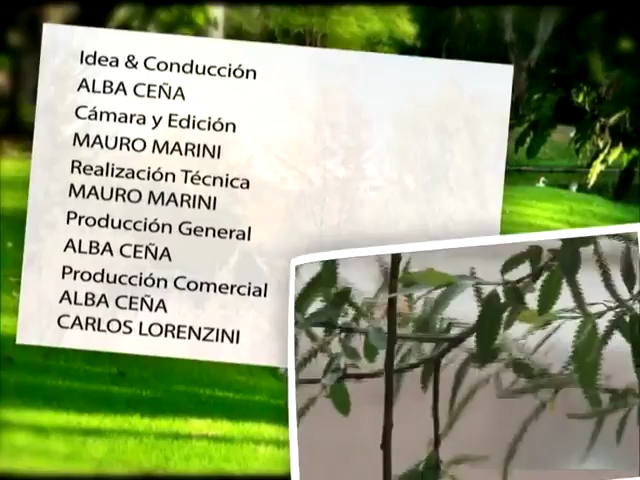 Idea & Conducción
ALBA CEÑA
Cámara y Edición
MAURO MARINI
Realización Técnica
MAURO MARINI
Producción General
ALBA CEÑA
Producción Comercial
ALBA CEÑA
CARLOS LORENZINI